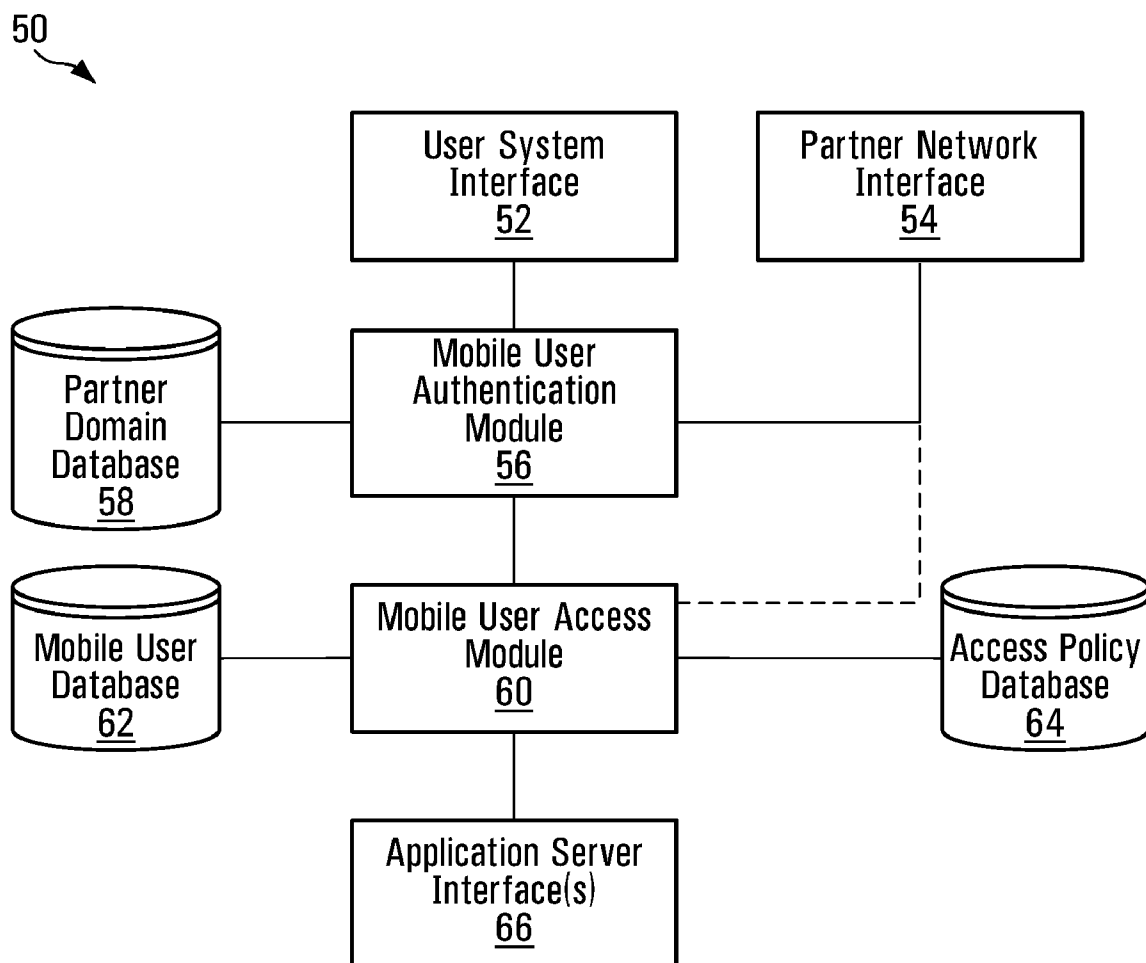 50
User System
Interface
52
Partner Network
Interface
54
Partner
Domain
Database
58
Mobile User
Authentication
Module
56
Mobile User
Database
62
Mobile User Access
Module
60
Access Policy
Database
64
Application Server
Interface(s)
66